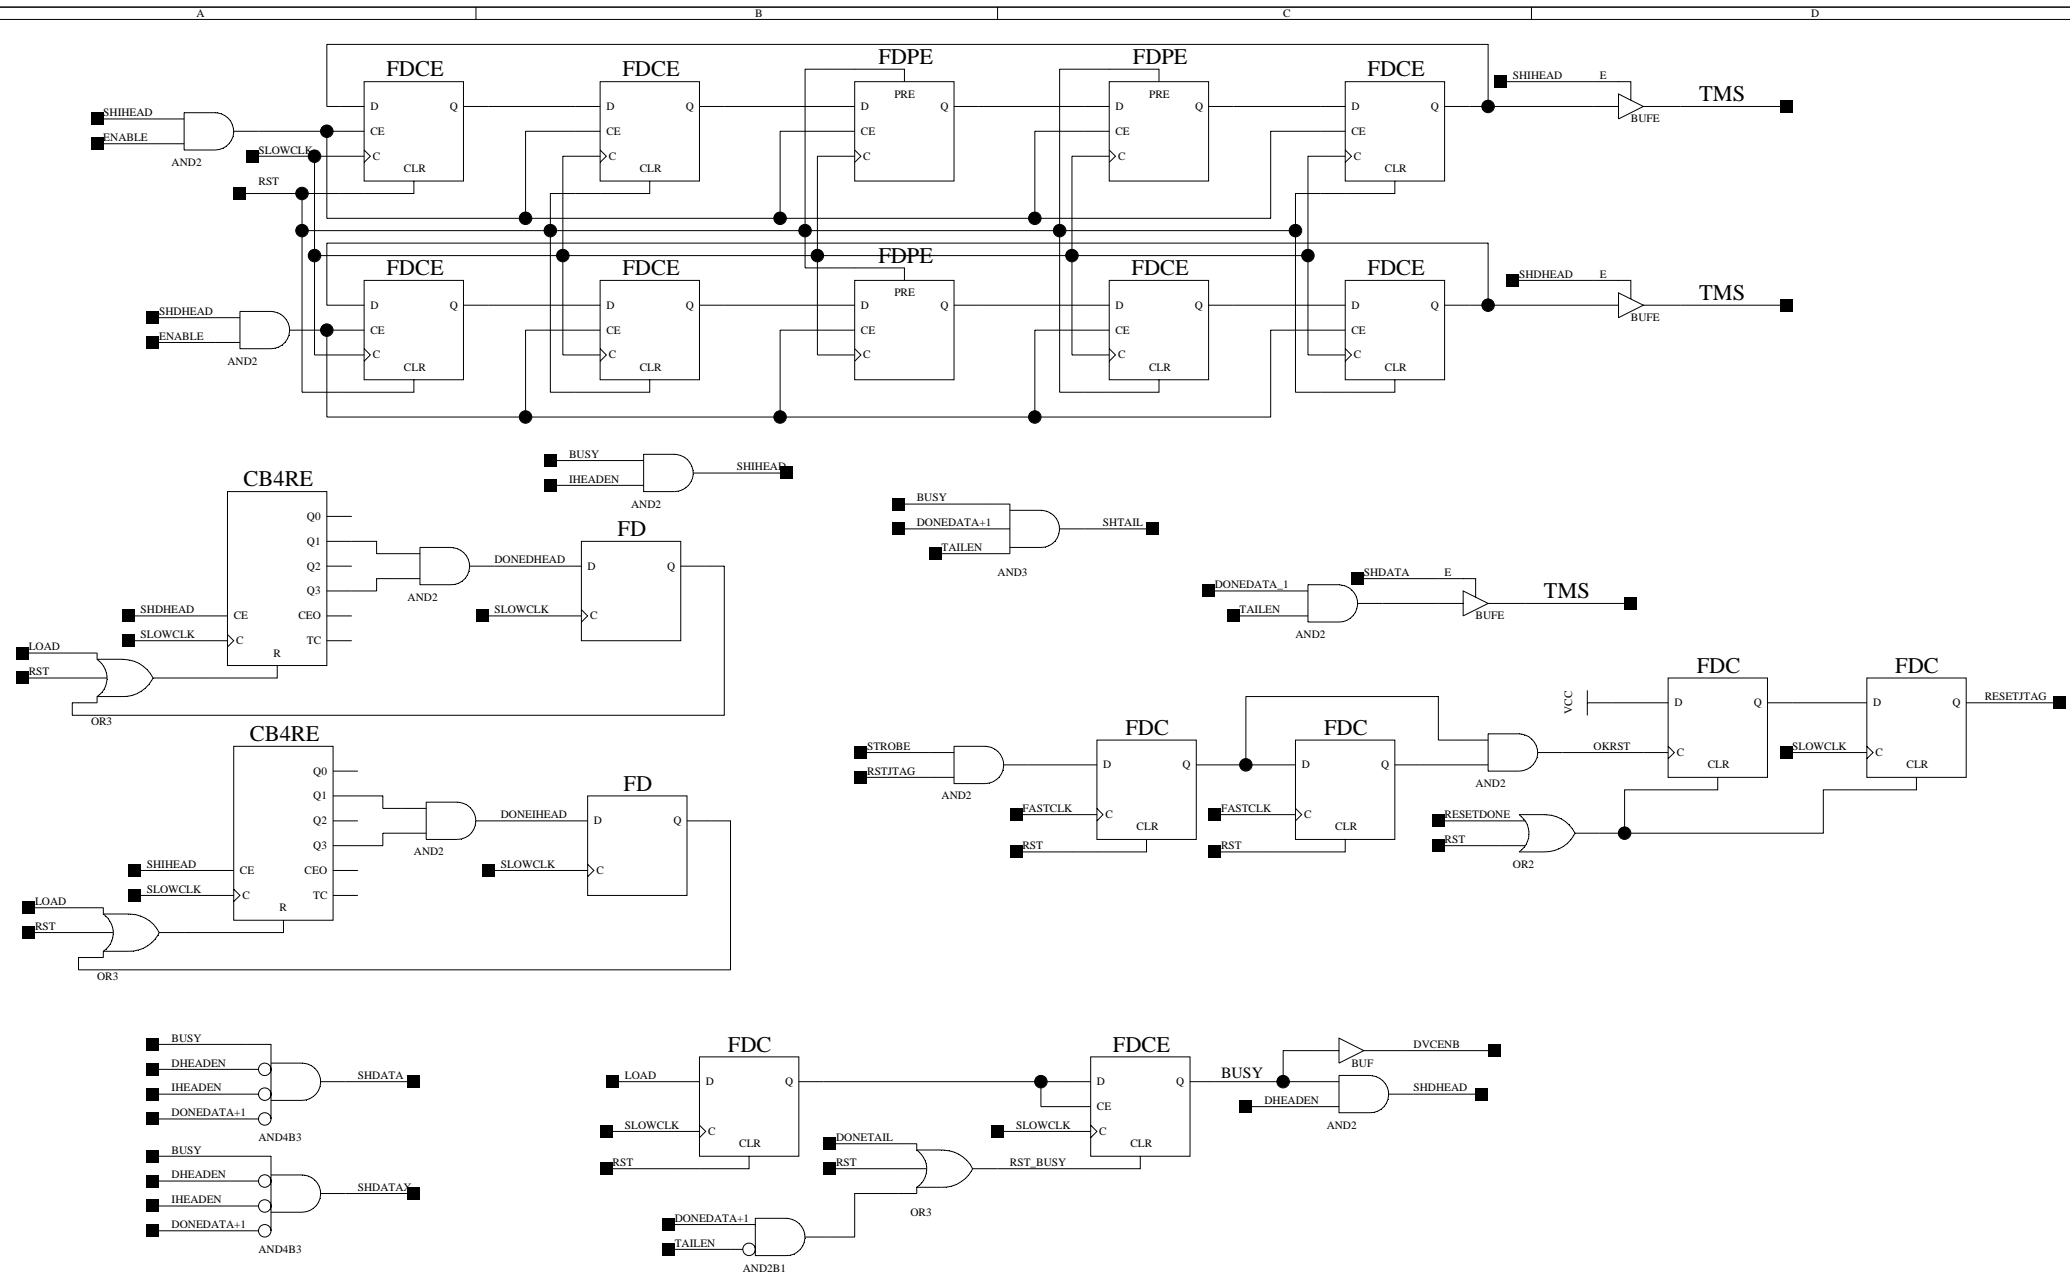 A B C D
FDCE FDCE FDPE FDPE FDCE
SHIHEAD E
TMS
D Q D Q D PRE Q D PRE Q D Q
BUFE
SHIHEAD
ENABLE
AND2
CE CE CE CE CE
SLOWCLK
C C C C C
CLR CLR CLR
RST
FDCE FDCE FDPE FDCE FDCE
SHDHEAD E
TMS
D Q D Q D PRE Q D Q D Q
BUFE
SHDHEAD
ENABLE
AND2
CE CE CE CE CE
C C C C C
CLR CLR CLR CLR
BUSY
IHEADEN
AND2
SHIHEAD
CB4RE
Q0
Q1
Q2
Q3
CEO
TC
SHDHEAD CE
SLOWCLK C
R
LOAD
RST
OR3
AND2
DONEDHEAD
FD
D Q
SLOWCLK C
BUSY
DONEDATA+1
TAILEN
AND3
SHTAIL
DONEDATA_1
TAILEN
AND2
SHDATA E
BUFE
TMS
CB4RE
Q0
Q1
Q2
Q3
CEO
TC
SHIHEAD CE
SLOWCLK C
R
LOAD
RST
OR3
AND2
DONEIHEAD
FD
D Q
SLOWCLK C
STROBE
RSTJTAG
AND2
FDC
D Q
FASTCLK C
CLR
RST
FDC
D Q
FASTCLK C
CLR
RST
AND2
OKRST
VCC
FDC
D Q
C
CLR
FDC
D Q
SLOWCLK C
CLR
RESETJTAG
RESETDONE
RST
OR2
BUSY
DHEADEN
IHEADEN
DONEDATA+1
AND4B3
SHDATA
BUSY
DHEADEN
IHEADEN
DONEDATA+1
AND4B3
SHDATAX
FDC
LOAD D Q
SLOWCLK C
CLR
RST
DONETAIL
RST
OR3
RST_BUSY
DONEDATA+1
TAILEN
AND2B1
FDCE
D Q
CE
SLOWCLK C
CLR
BUSY
BUF
DVCENB
DHEADEN
AND2
SHDHEAD